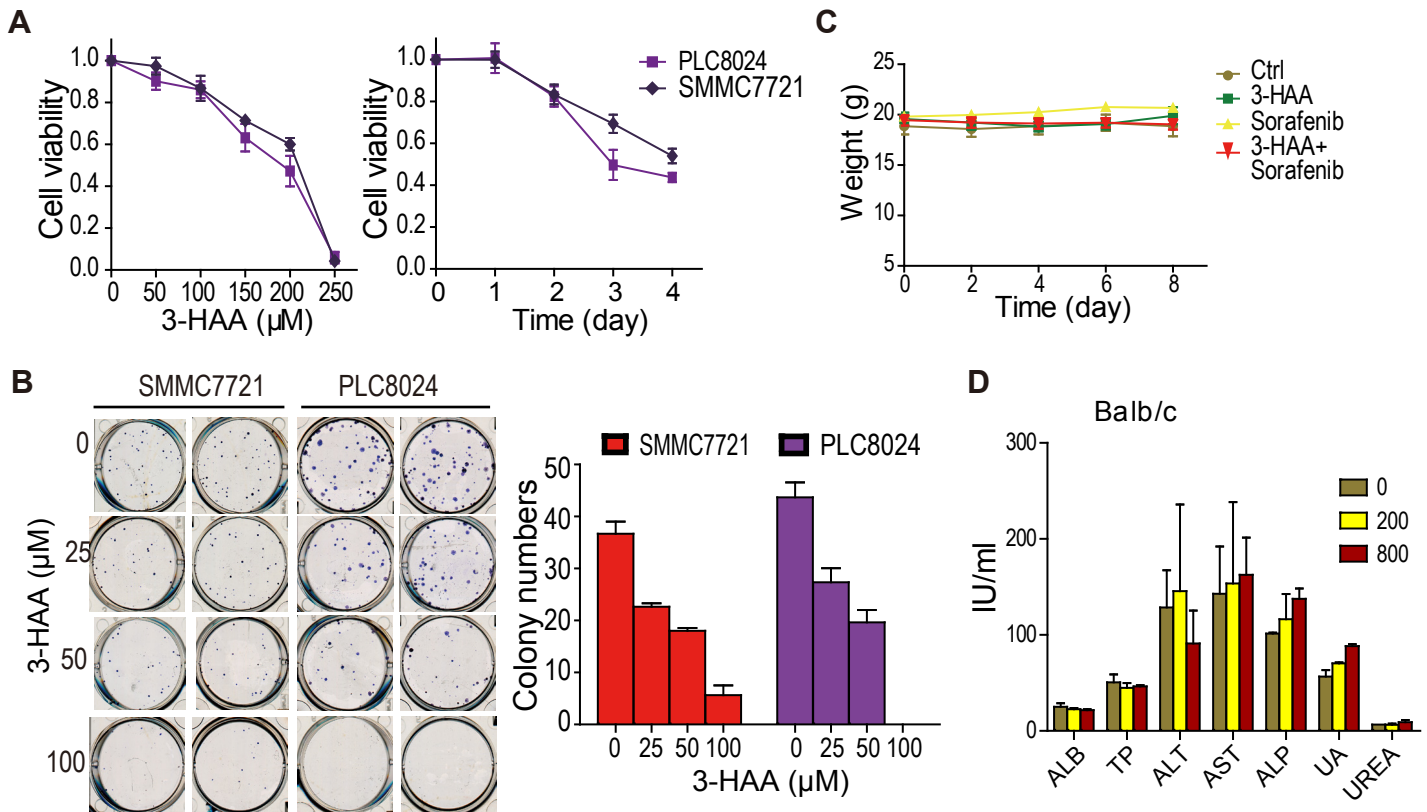 A
Cell viability
1.0
0.8
0.6
0.4
0.2
0.0
0 50 100 150 200 250
3-HAA (µM)
Cell viability
1.0
0.8
0.6
0.4
0.2
0.0
0 1 2 3 4
Time (day)
PLC8024
SMMC7721
C
Weight (g)
25
20
15
10
5
0 2 4 6 8
Time (day)
Ctrl
3-HAA
Sorafenib
3-HAA+
Sorafenib
B
SMMC7721 PLC8024
3-HAA (µM)
0
25
50
100
SMMC7721 PLC8024
Colony numbers
50
40
30
20
10
0
0 25 50 100 0 25 50 100
3-HAA (µM)
D
Balb/c
IU/ml
300
200
100
0
0
200
800
ALB TP ALT AST ALP UA UREA